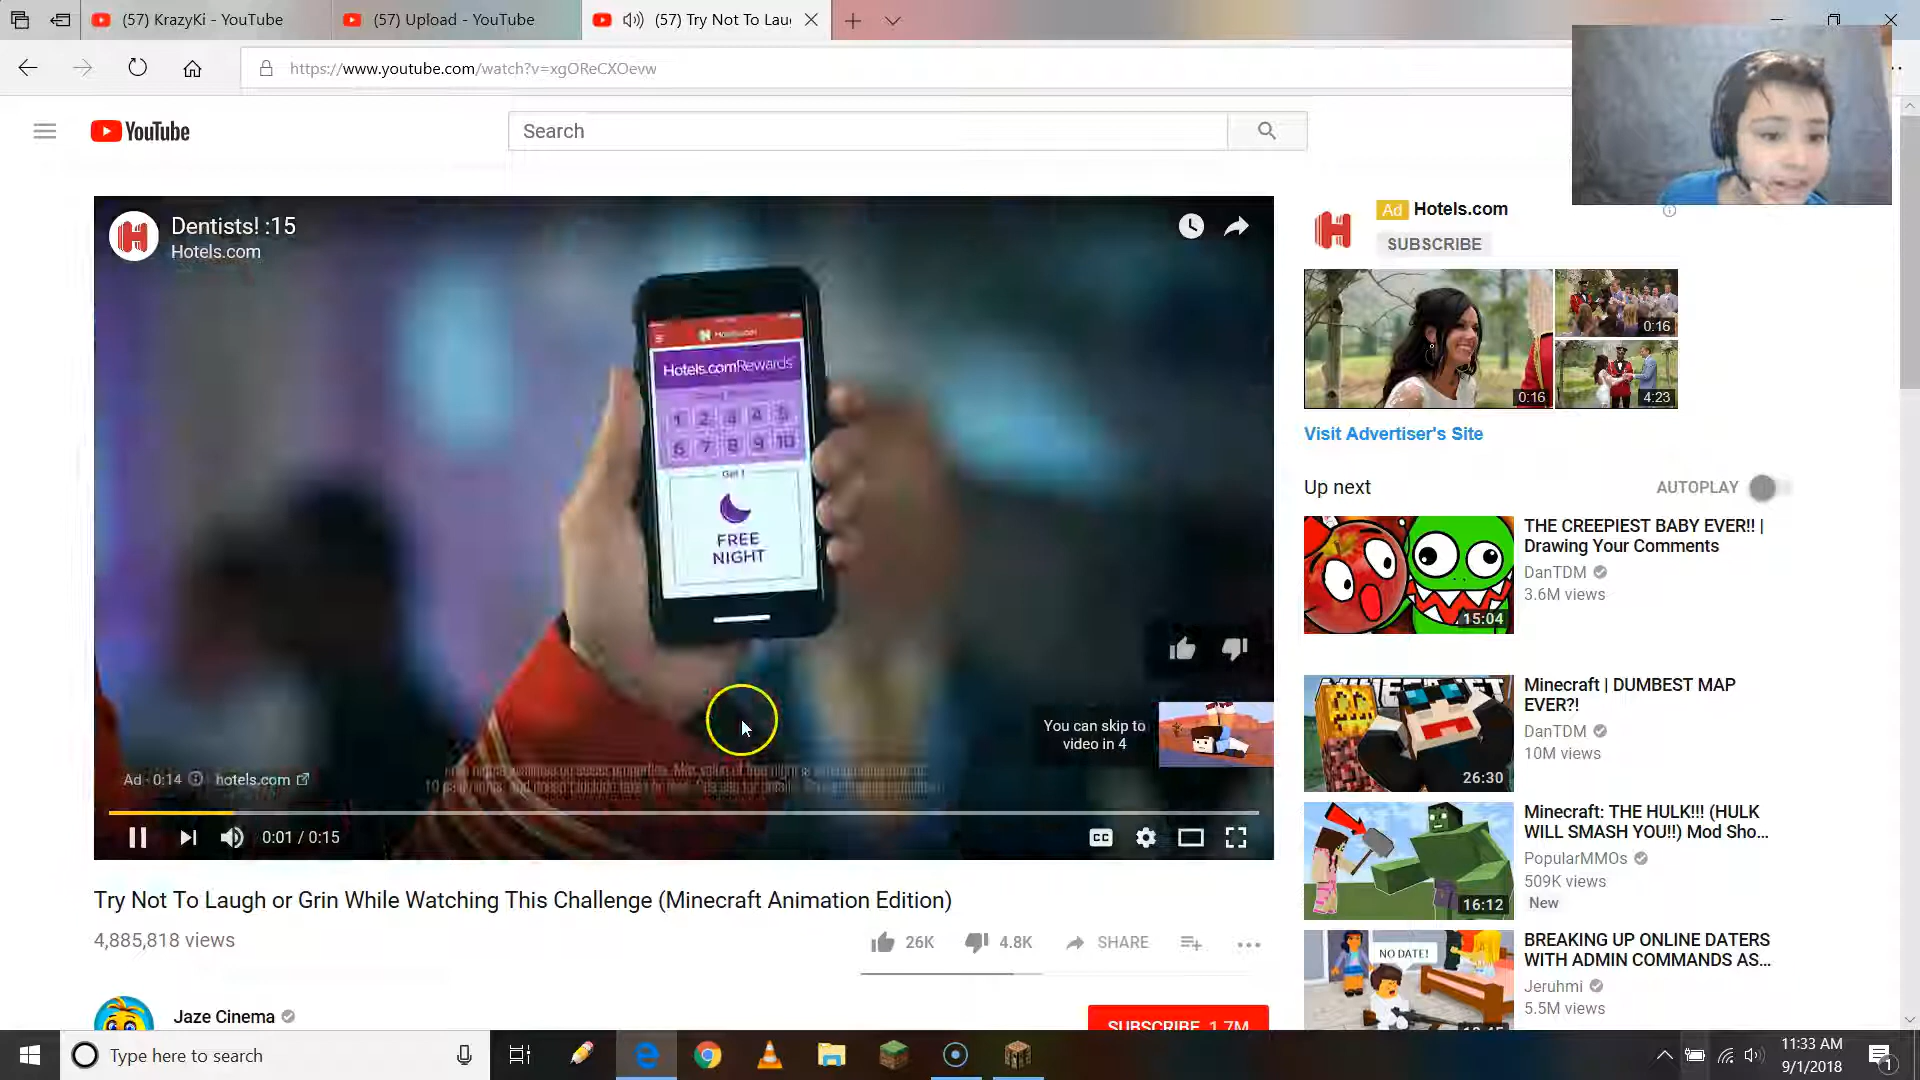 (57) KrazyKi - YouTube
(57) Upload - YouTube
(57) Try Not To Lau
https://www.youtube.com/watch?v=xgOReCXOevw
YouTube
Search
Dentists! :15
Hotels.com
Hotels.comRewards
1 2 3 4 5
6 7 8 9 10
Get 1
FREE
NIGHT
You can skip to
video in 4
Ad · 0:14 hotels.com
0:01 / 0:15
CC
Try Not To Laugh or Grin While Watching This Challenge (Minecraft Animation Edition)
4,885,818 views
26K
4.8K
SHARE
Jaze Cinema
SUBSCRIBE 1.7M
Ad Hotels.com
SUBSCRIBE
0:16
0:16
4:23
Visit Advertiser's Site
Up next
AUTOPLAY
THE CREEPIEST BABY EVER!! |
Drawing Your Comments
DanTDM
3.6M views
15:04
Minecraft | DUMBEST MAP
EVER?!
DanTDM
10M views
26:30
Minecraft: THE HULK!!! (HULK
WILL SMASH YOU!!) Mod Sho...
PopularMMOs
509K views
New
16:12
BREAKING UP ONLINE DATERS
WITH ADMIN COMMANDS AS...
Jeruhmi
5.5M views
NO DATE!
Type here to search
11:33 AM
9/1/2018
1